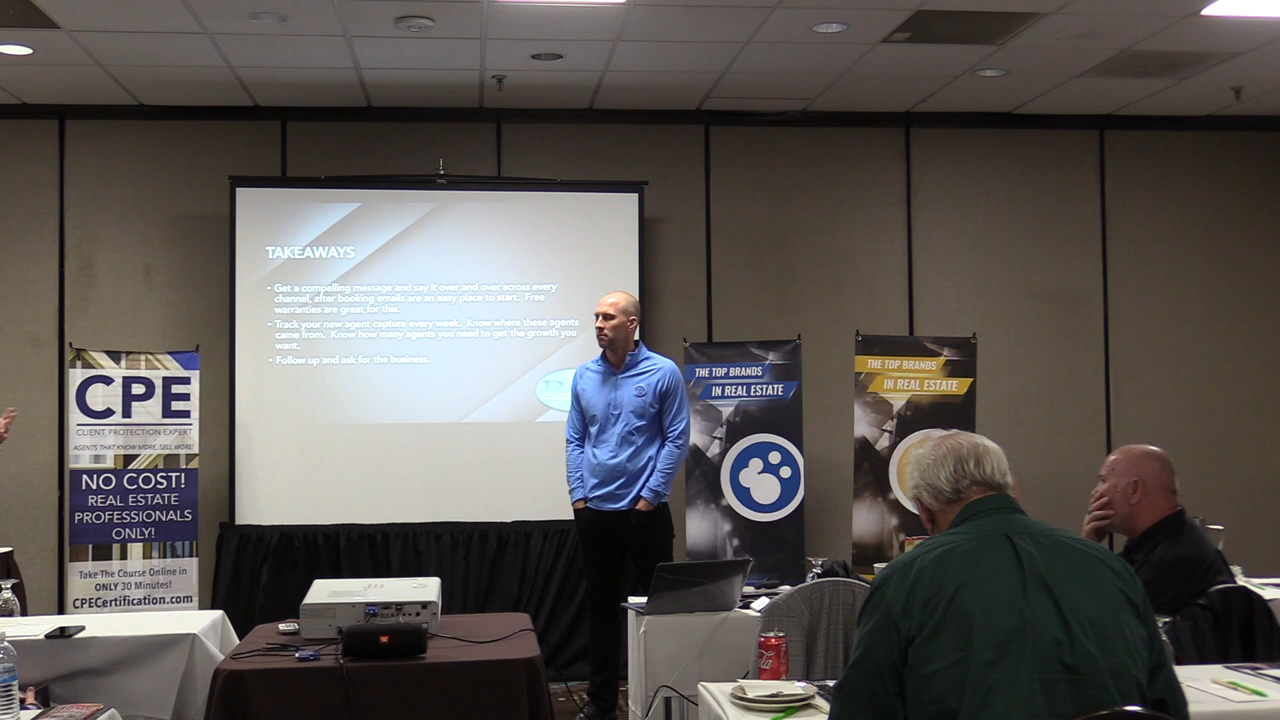 TAKEAWAYS
• Get a compelling message and say it over and over across every
channel, after booking emails are an easy place to start. Free
warranties are great for this.
• Track your new agent capture every week. Know where these agents
came from. Know how many agents you need to get the growth you
want.
• Follow up and ask for the business.
CPE
CLIENT PROTECTION EXPERT
AGENTS THAT KNOW MORE, SELL MORE!
NO COST!
REAL ESTATE
PROFESSIONALS
ONLY!
Take The Course Online in
ONLY 30 Minutes!
CPECertification.com
THE TOP BRANDS
IN REAL ESTATE
THE TOP BRANDS
IN REAL ESTATE
JBL